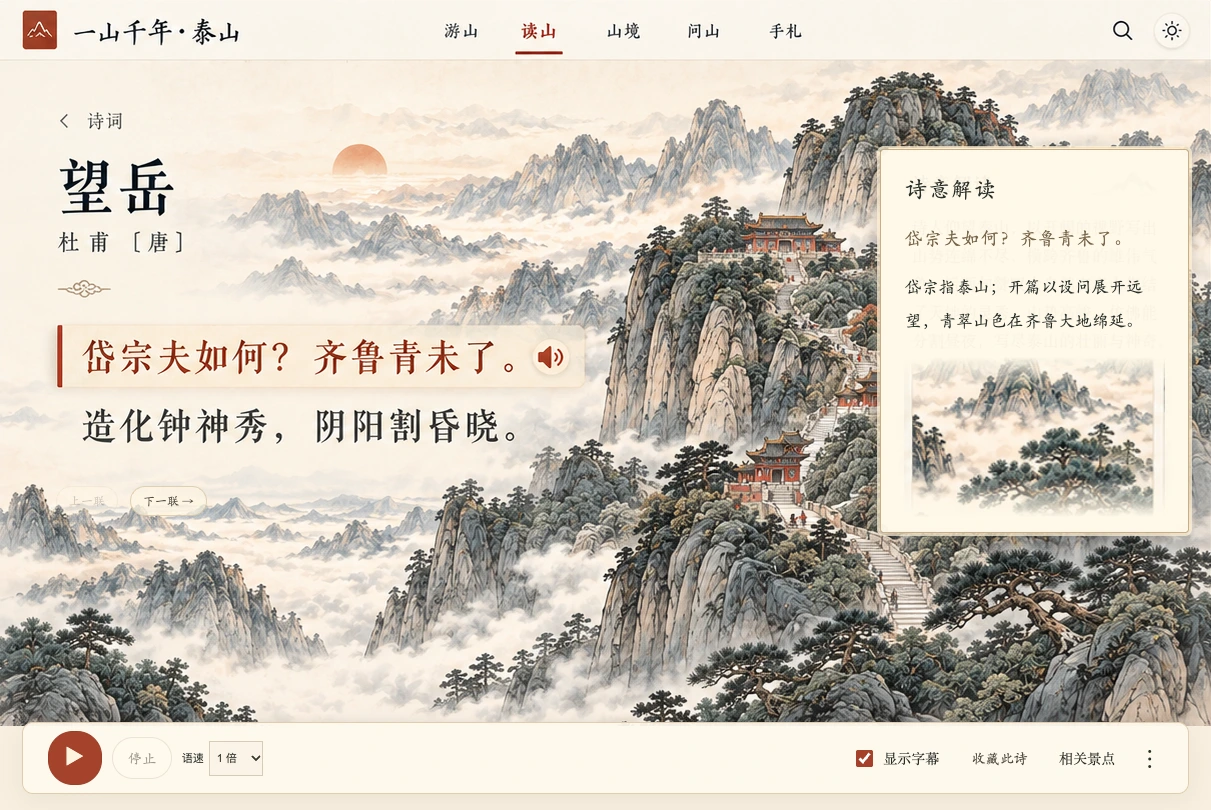 一山千年·泰山
游山
读山
山境
问山
手札
诗词
望岳
杜甫 〔唐〕
岱宗夫如何？齐鲁青未了。
造化钟神秀，阴阳割昏晓。
上一联
下一联 →
诗意解读
岱宗夫如何？齐鲁青未了。
岱宗指泰山；开篇以设问展开远
望，青翠山色在齐鲁大地绵延。
停止
语速
1 倍
显示字幕
收藏此诗
相关景点